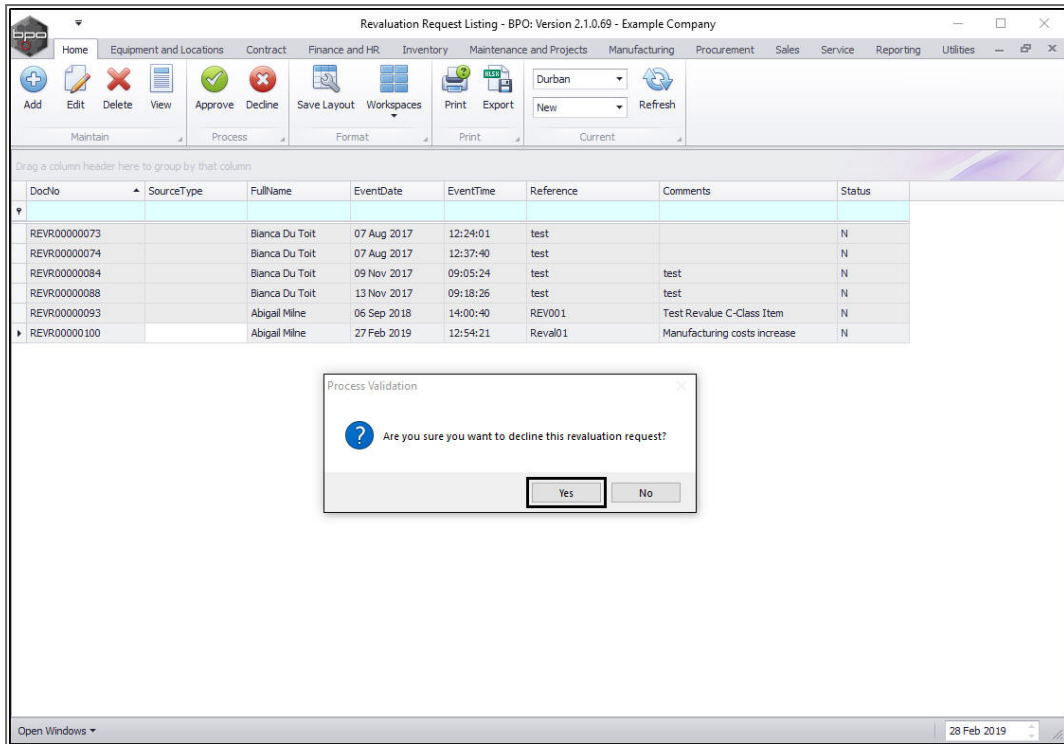 bpo
Revaluation Request Listing - BPO: Version 2.1.0.69 - Example Company
Home Equipment and Locations Contract Finance and HR Inventory Maintenance and Projects Manufacturing Procurement Sales Service Reporting Utilities
Add Edit Delete View Approve Decline Save Layout Workspaces Print Export Durban New Refresh
Maintain Process Format Print Current
Drag a column header here to group by that column
DocNo SourceType FullName EventDate EventTime Reference Comments Status
REVR00000073 Bianca Du Toit 07 Aug 2017 12:24:01 test N
REVR00000074 Bianca Du Toit 07 Aug 2017 12:37:40 test N
REVR00000084 Bianca Du Toit 09 Nov 2017 09:05:24 test test N
REVR00000088 Bianca Du Toit 13 Nov 2017 09:18:26 test test N
REVR00000093 Abigail Milne 06 Sep 2018 14:00:40 REV001 Test Revalue C-Class Item N
REVR00000100 Abigail Milne 27 Feb 2019 12:54:21 Reval01 Manufacturing costs increase N
Process Validation
? Are you sure you want to decline this revaluation request?
Yes No
Open Windows 28 Feb 2019